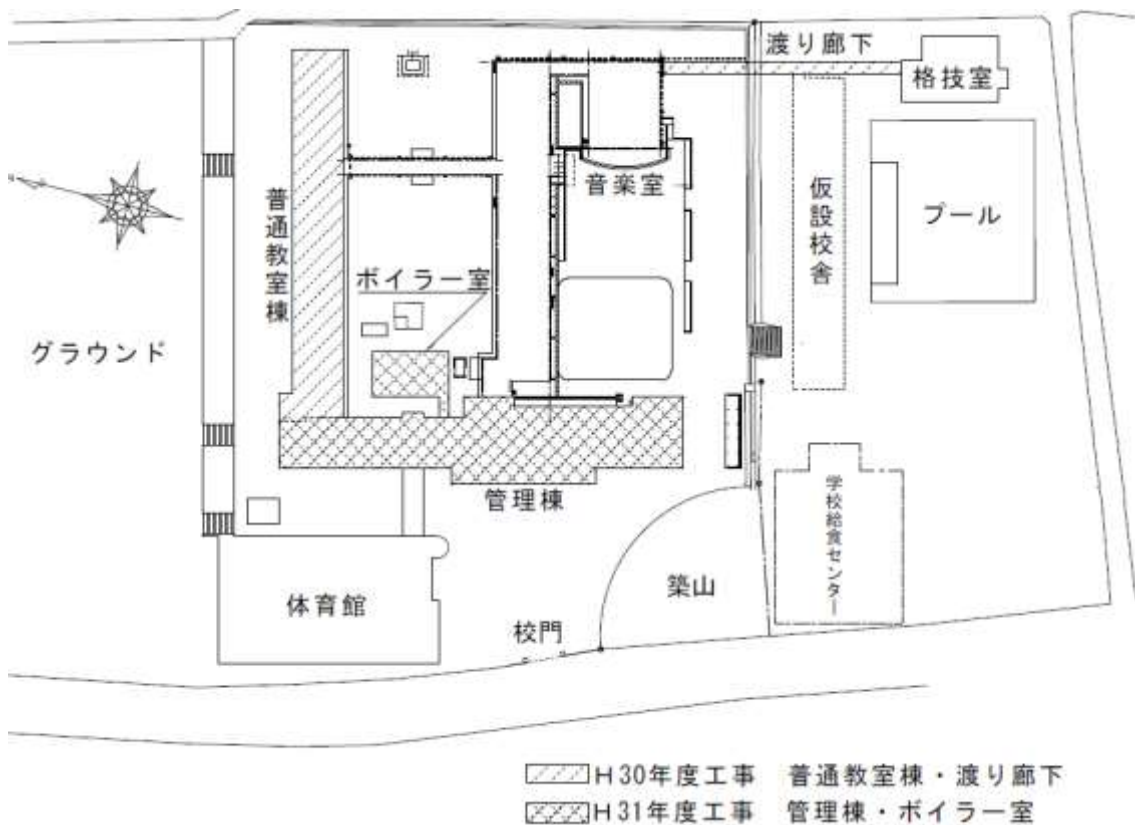 渡り廊下
格技室
普通教室棟
音楽室
仮設校舎
プール
ボイラー室
グラウンド
管理棟
学校給食センター
体育館
築山
校門
H30年度工事 普通教室棟・渡り廊下
H31年度工事 管理棟・ボイラー室